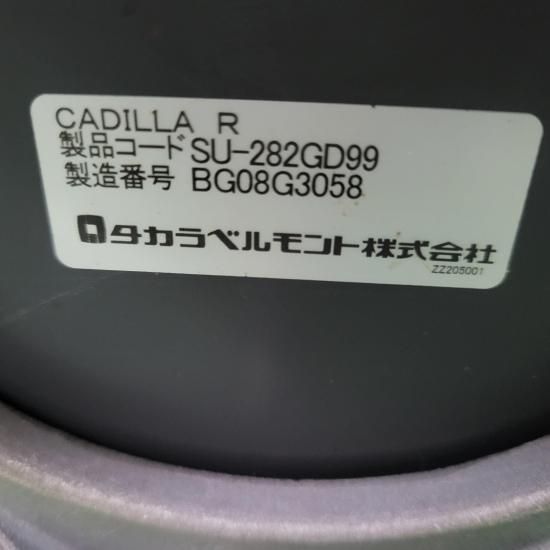 CADILLA R
製品コード SU-282GD99
製造番号 BG08G3058
タカラベルモント株式会社
ZZ205001